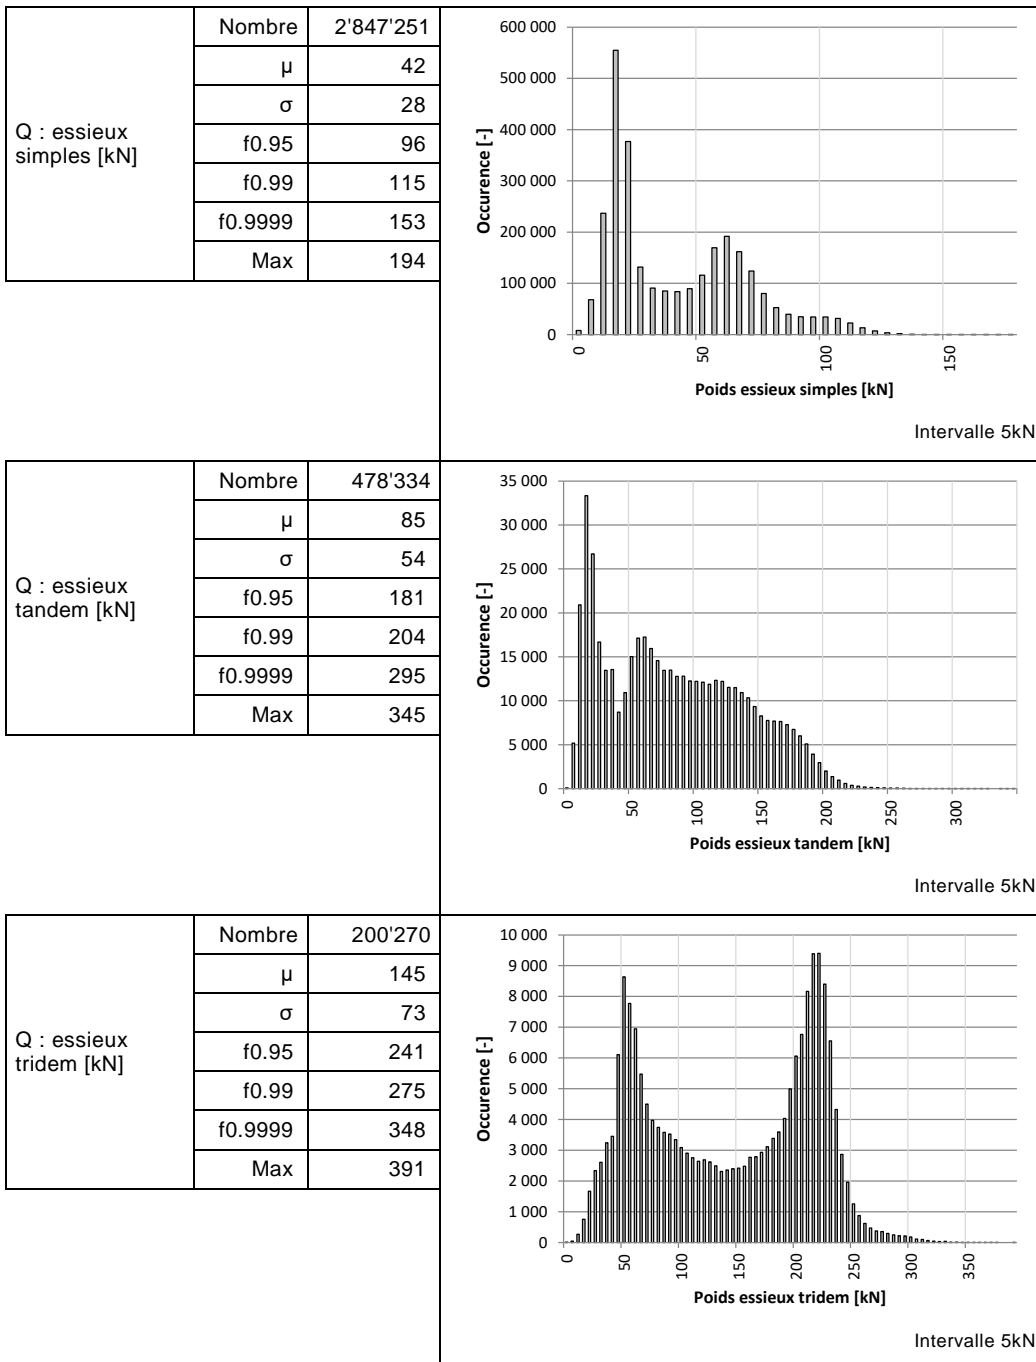 Q : essieux
simples [kN]
Nombre 2'847'251
µ 42
σ 28
f0.95 96
f0.99 115
f0.9999 153
Max 194
600 000
500 000
400 000
300 000
200 000
100 000
0
Occurence [-]
0 50 100 150
Poids essieux simples [kN]
Intervalle 5kN
Q : essieux
tandem [kN]
Nombre 478'334
µ 85
σ 54
f0.95 181
f0.99 204
f0.9999 295
Max 345
35 000
30 000
25 000
20 000
15 000
10 000
5 000
0
Occurence [-]
0 50 100 150 200 250 300
Poids essieux tandem [kN]
Intervalle 5kN
Q : essieux
tridem [kN]
Nombre 200'270
µ 145
σ 73
f0.95 241
f0.99 275
f0.9999 348
Max 391
10 000
9 000
8 000
7 000
6 000
5 000
4 000
3 000
2 000
1 000
0
Occurence [-]
0 50 100 150 200 250 300 350
Poids essieux tridem [kN]
Intervalle 5kN